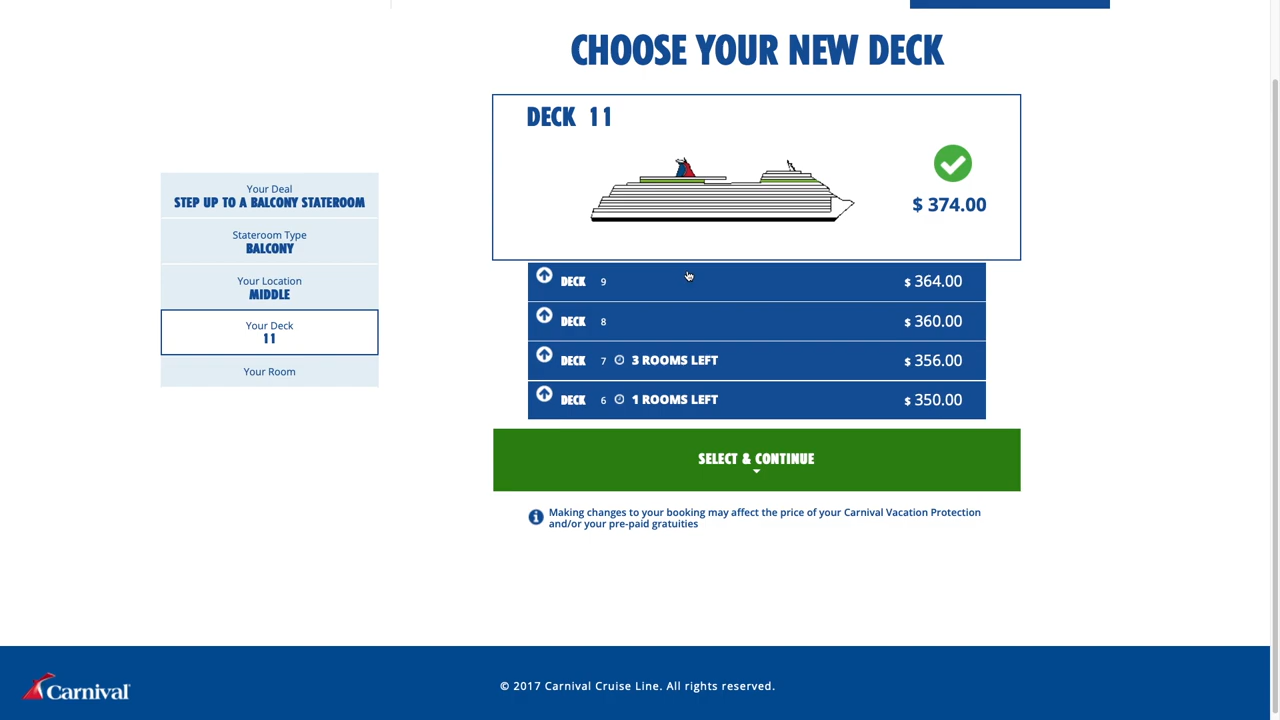 CHOOSE YOUR NEW DECK
DECK 11
$ 374.00
Your Deal
STEP UP TO A BALCONY STATEROOM
Stateroom Type
BALCONY
Your Location
MIDDLE
Your Deck
11
Your Room
DECK 9 $ 364.00
DECK 8 $ 360.00
DECK 7 3 ROOMS LEFT $ 356.00
DECK 6 1 ROOMS LEFT $ 350.00
SELECT & CONTINUE
Making changes to your booking may affect the price of your Carnival Vacation Protection
and/or your pre-paid gratuities
Carnival
© 2017 Carnival Cruise Line. All rights reserved.